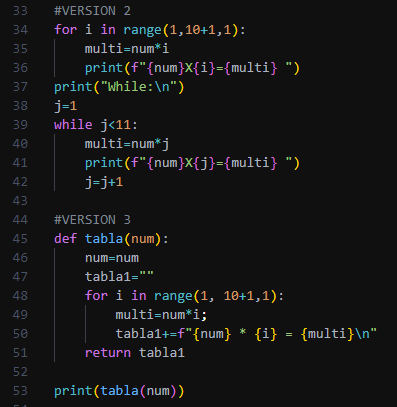 33 #VERSION 2
34 for i in range(1,10+1,1):
35     multi=num*i
36     print(f"{num}X{i}={multi} ")
37 print("While:\n")
38 j=1
39 while j<11:
40     multi=num*j
41     print(f"{num}X{j}={multi} ")
42     j=j+1
43
44 #VERSION 3
45 def tabla(num):
46     num=num
47     tabla1=""
48     for i in range(1, 10+1,1):
49         multi=num*i;
50         tabla1+=f"{num} * {i} = {multi}\n"
51     return tabla1
52
53 print(tabla(num))